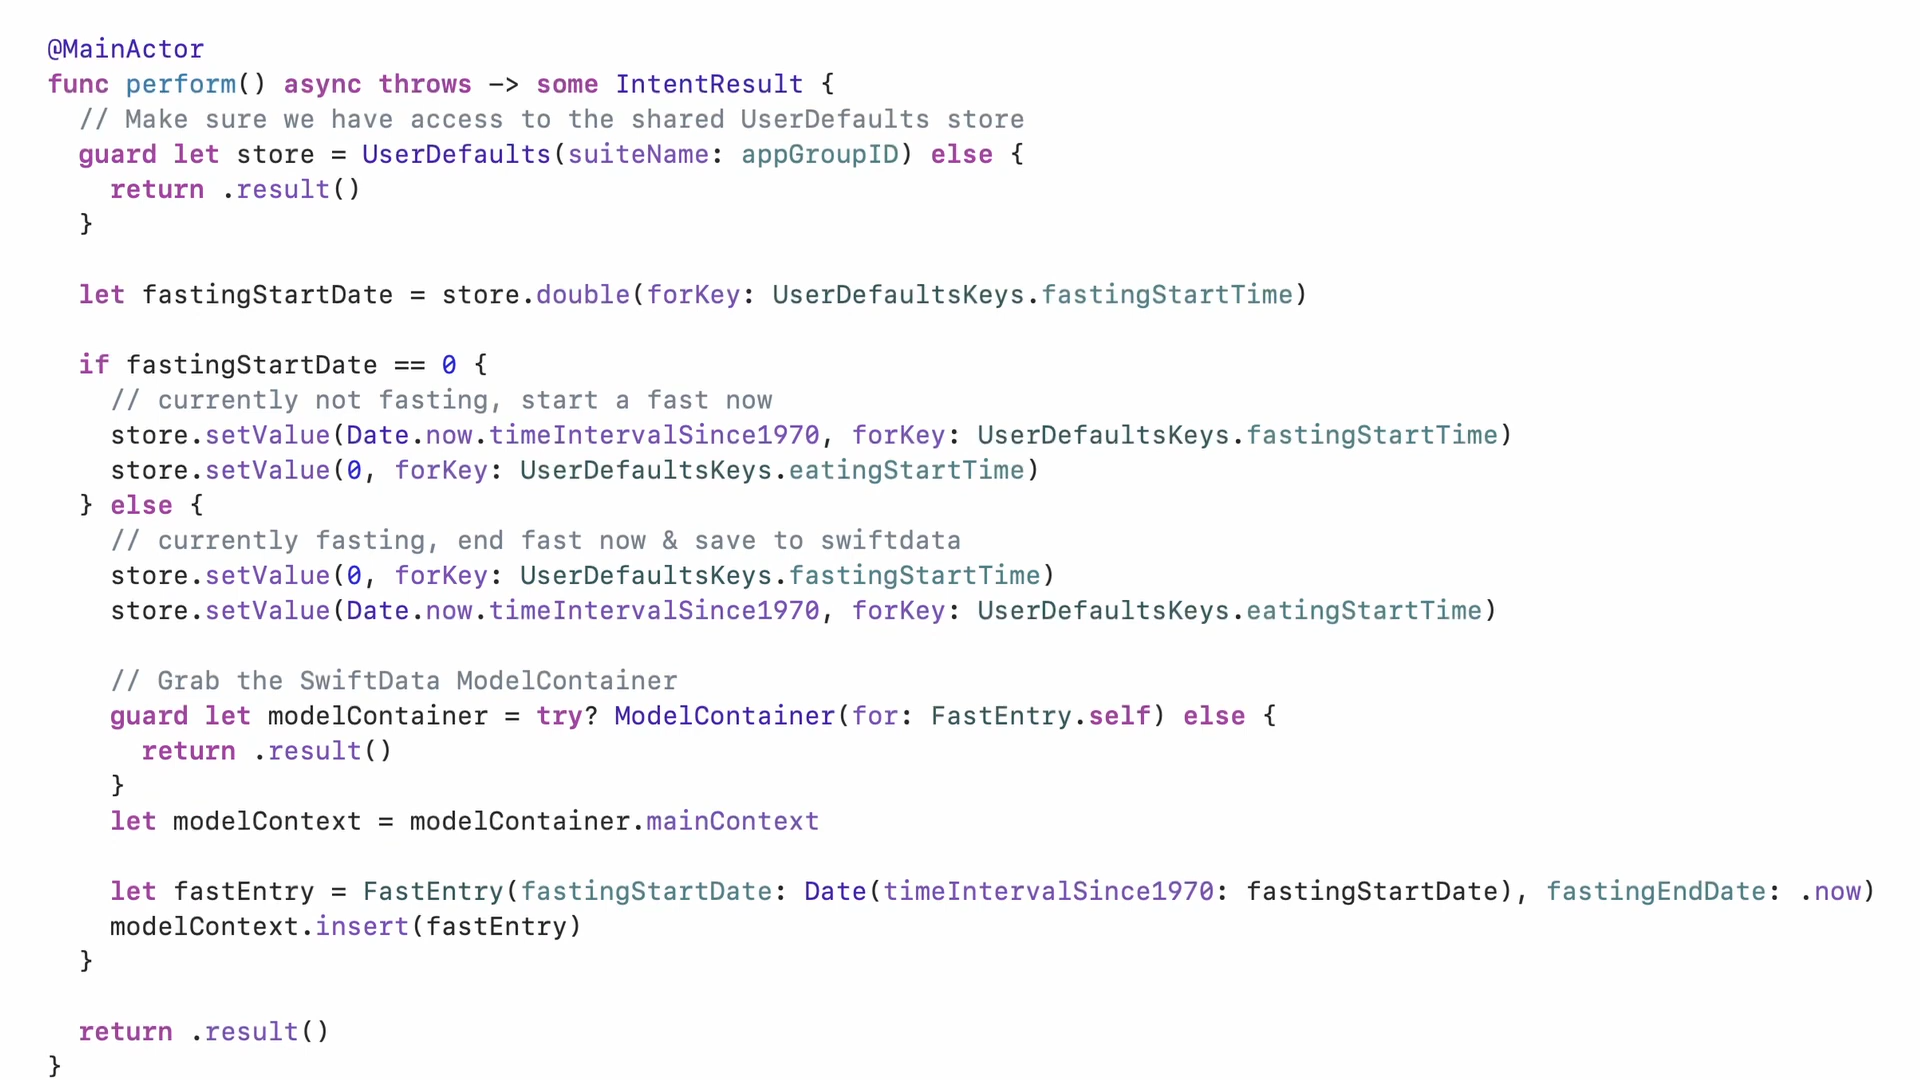 @MainActor
func perform() async throws -> some IntentResult {
  // Make sure we have access to the shared UserDefaults store
  guard let store = UserDefaults(suiteName: appGroupID) else {
    return .result()
  }

  let fastingStartDate = store.double(forKey: UserDefaultsKeys.fastingStartTime)

  if fastingStartDate == 0 {
    // currently not fasting, start a fast now
    store.setValue(Date.now.timeIntervalSince1970, forKey: UserDefaultsKeys.fastingStartTime)
    store.setValue(0, forKey: UserDefaultsKeys.eatingStartTime)
  } else {
    // currently fasting, end fast now & save to swiftdata
    store.setValue(0, forKey: UserDefaultsKeys.fastingStartTime)
    store.setValue(Date.now.timeIntervalSince1970, forKey: UserDefaultsKeys.eatingStartTime)

    // Grab the SwiftData ModelContainer
    guard let modelContainer = try? ModelContainer(for: FastEntry.self) else {
      return .result()
    }
    let modelContext = modelContainer.mainContext

    let fastEntry = FastEntry(fastingStartDate: Date(timeIntervalSince1970: fastingStartDate), fastingEndDate: .now)
    modelContext.insert(fastEntry)
  }

  return .result()
}